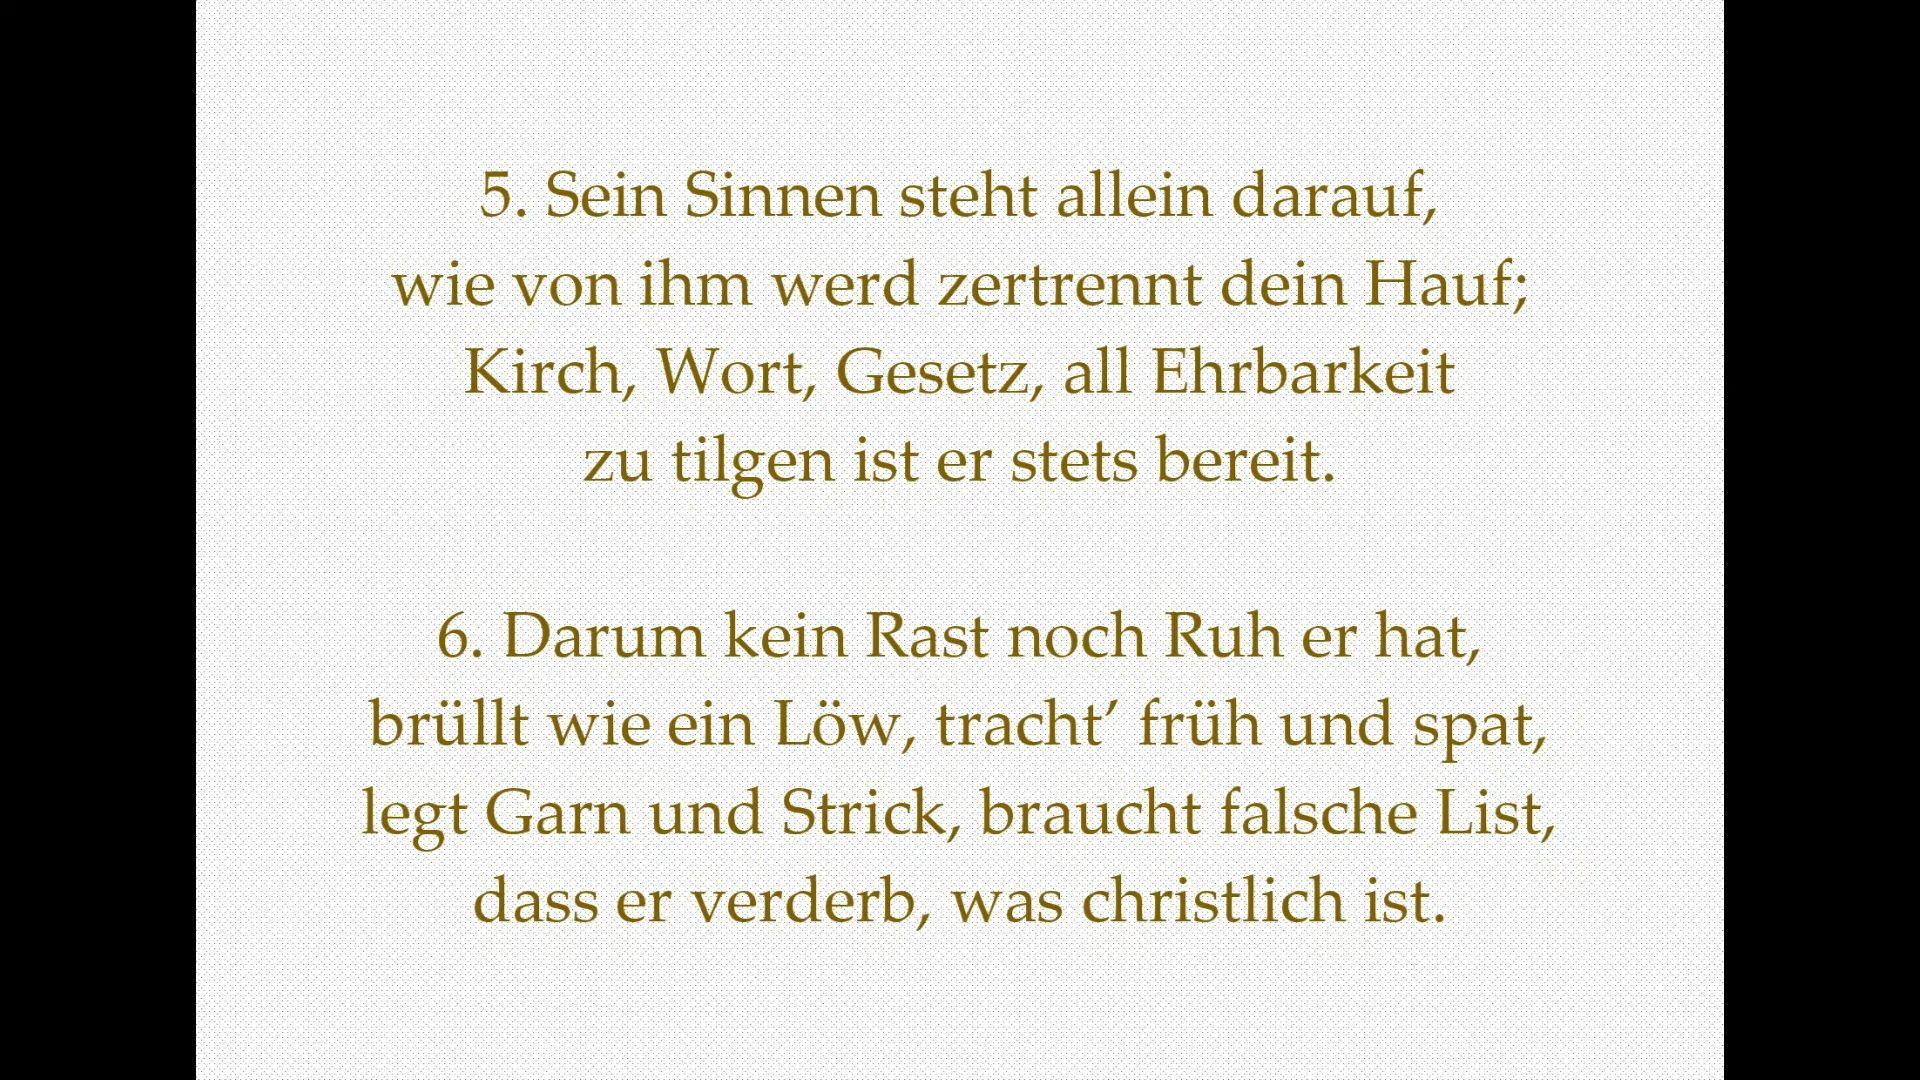 5. Sein Sinnen steht allein darauf,
wie von ihm werd zertrennt dein Hauf;
Kirch, Wort, Gesetz, all Ehrbarkeit
zu tilgen ist er stets bereit.
6. Darum kein Rast noch Ruh er hat,
brüllt wie ein Löw, tracht’ früh und spat,
legt Garn und Strick, braucht falsche List,
dass er verderb, was christlich ist.